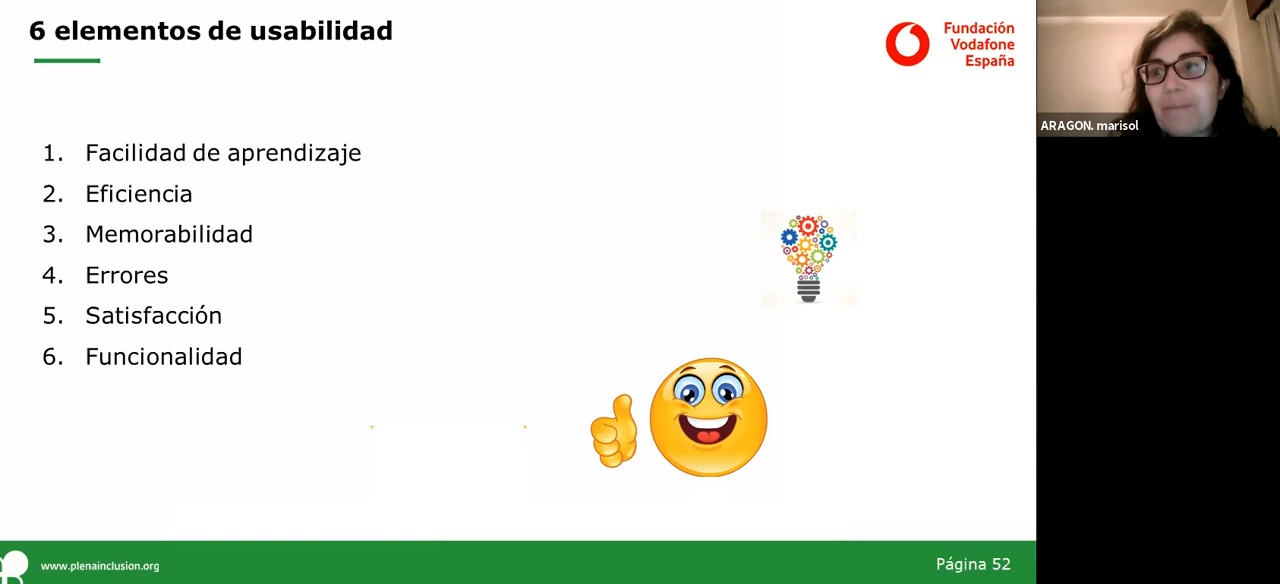 6 elementos de usabilidad
Fundación
Vodafone
España
ARAGON. marisol
1. Facilidad de aprendizaje
2. Eficiencia
3. Memorabilidad
4. Errores
5. Satisfacción
6. Funcionalidad
www.plenainclusion.org
Página 52